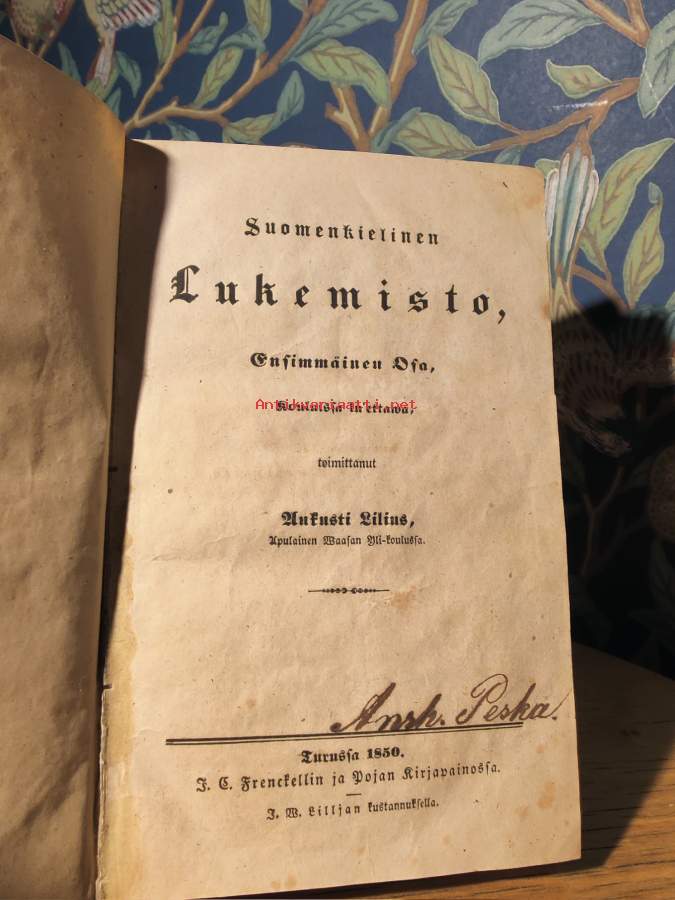 Suomenkielinen
Lukemisto,
Ensimmäinen Osa,
Antikvariaatti.net
toimittanut
Aukusti Lilius,
Apulainen Waasan Yli-koulussa.
Ansh. Peska.
Turussa 1850.
J. C. Frenckellin ja Pojan Kirjapainossa.
J. W. Lilljan kustannuksella.